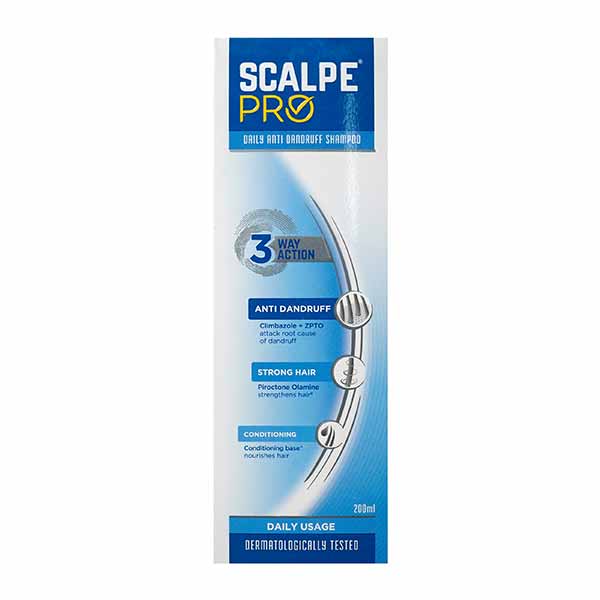 SCALPE®
PRO
DAILY ANTI DANDRUFF SHAMPOO
3 WAY
ACTION
ANTI DANDRUFF
Climbazole + ZPTO
attack root cause
of dandruff
STRONG HAIR
Piroctone Olamine
strengthens hair#
CONDITIONING
Conditioning base^
nourishes hair
200ml
DAILY USAGE
DERMATOLOGICALLY TESTED